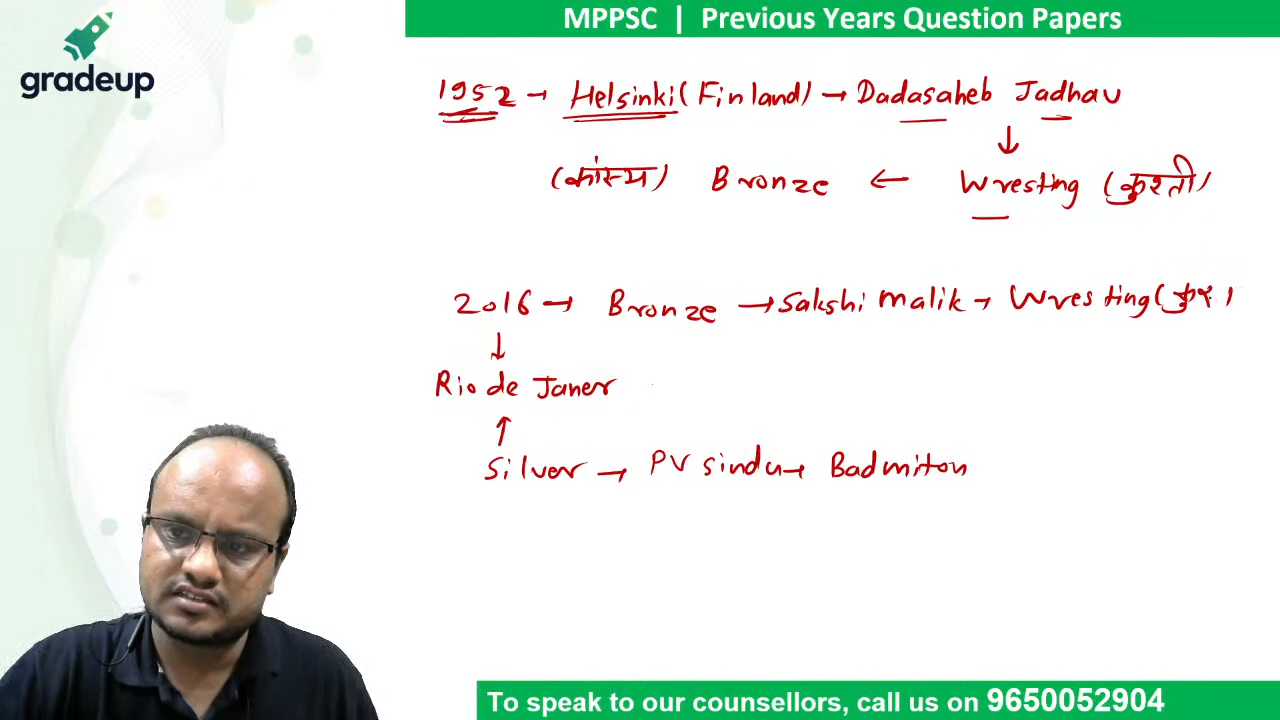 MPPSC | Previous Years Question Papers
gradeup
1952 → Helsinki (Finland) → Dadasaheb Jadhav
↓
(कांस्य) Bronze ← Wresting (कुश्ती)
2016 → Bronze → Sakshi malik → Wresting (कुश)
↓
Rio de Janer
↑
Silver → PV sindu → Badmiton
To speak to our counsellors, call us on 9650052904